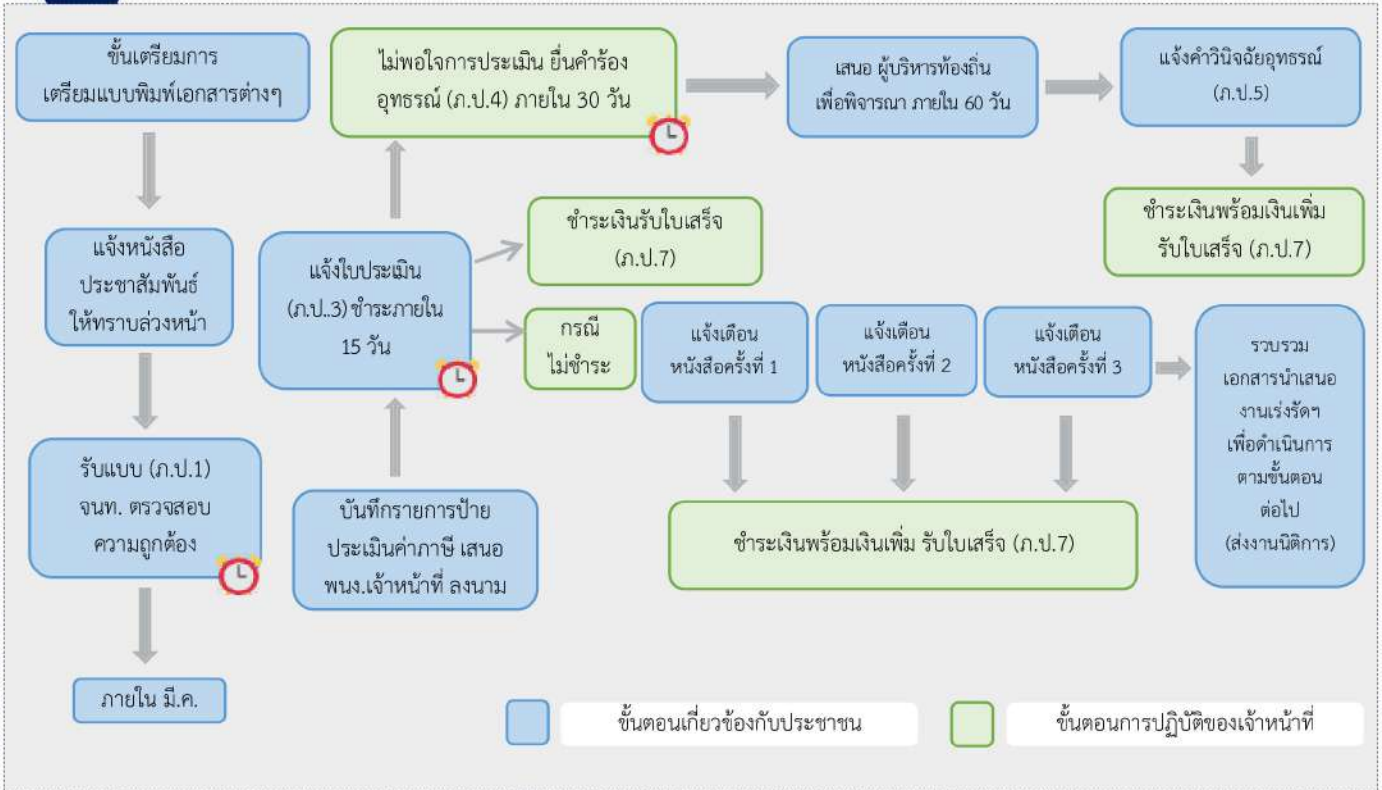 ขั้นเตรียมการ
เตรียมแบบพิมพ์เอกสารต่างๆ
แจ้งหนังสือ
ประชาสัมพันธ์
ให้ทราบล่วงหน้า
รับแบบ (ภ.ป.1)
จนท. ตรวจสอบ
ความถูกต้อง
ภายใน มี.ค.
บันทึกรายการป้าย
ประเมินค่าภาษี เสนอ
พนง.เจ้าหน้าที่ ลงนาม
แจ้งใบประเมิน
(ภ.ป..3) ชำระภายใน
15 วัน
ไม่พอใจการประเมิน ยื่นคำร้อง
อุทธรณ์ (ภ.ป.4) ภายใน 30 วัน
เสนอ ผู้บริหารท้องถิ่น
เพื่อพิจารณา ภายใน 60 วัน
แจ้งคำวินิจฉัยอุทธรณ์
(ภ.ป.5)
ชำระเงินพร้อมเงินเพิ่ม
รับใบเสร็จ (ภ.ป.7)
ชำระเงินรับใบเสร็จ
(ภ.ป.7)
กรณี
ไม่ชำระ
แจ้งเตือน
หนังสือครั้งที่ 1
แจ้งเตือน
หนังสือครั้งที่ 2
แจ้งเตือน
หนังสือครั้งที่ 3
รวบรวม
เอกสารนำเสนอ
งานเร่งรัดฯ
เพื่อดำเนินการ
ตามขั้นตอน
ต่อไป
(ส่งงานนิติการ)
ชำระเงินพร้อมเงินเพิ่ม รับใบเสร็จ (ภ.ป.7)
ขั้นตอนเกี่ยวข้องกับประชาชน
ขั้นตอนการปฏิบัติของเจ้าหน้าที่